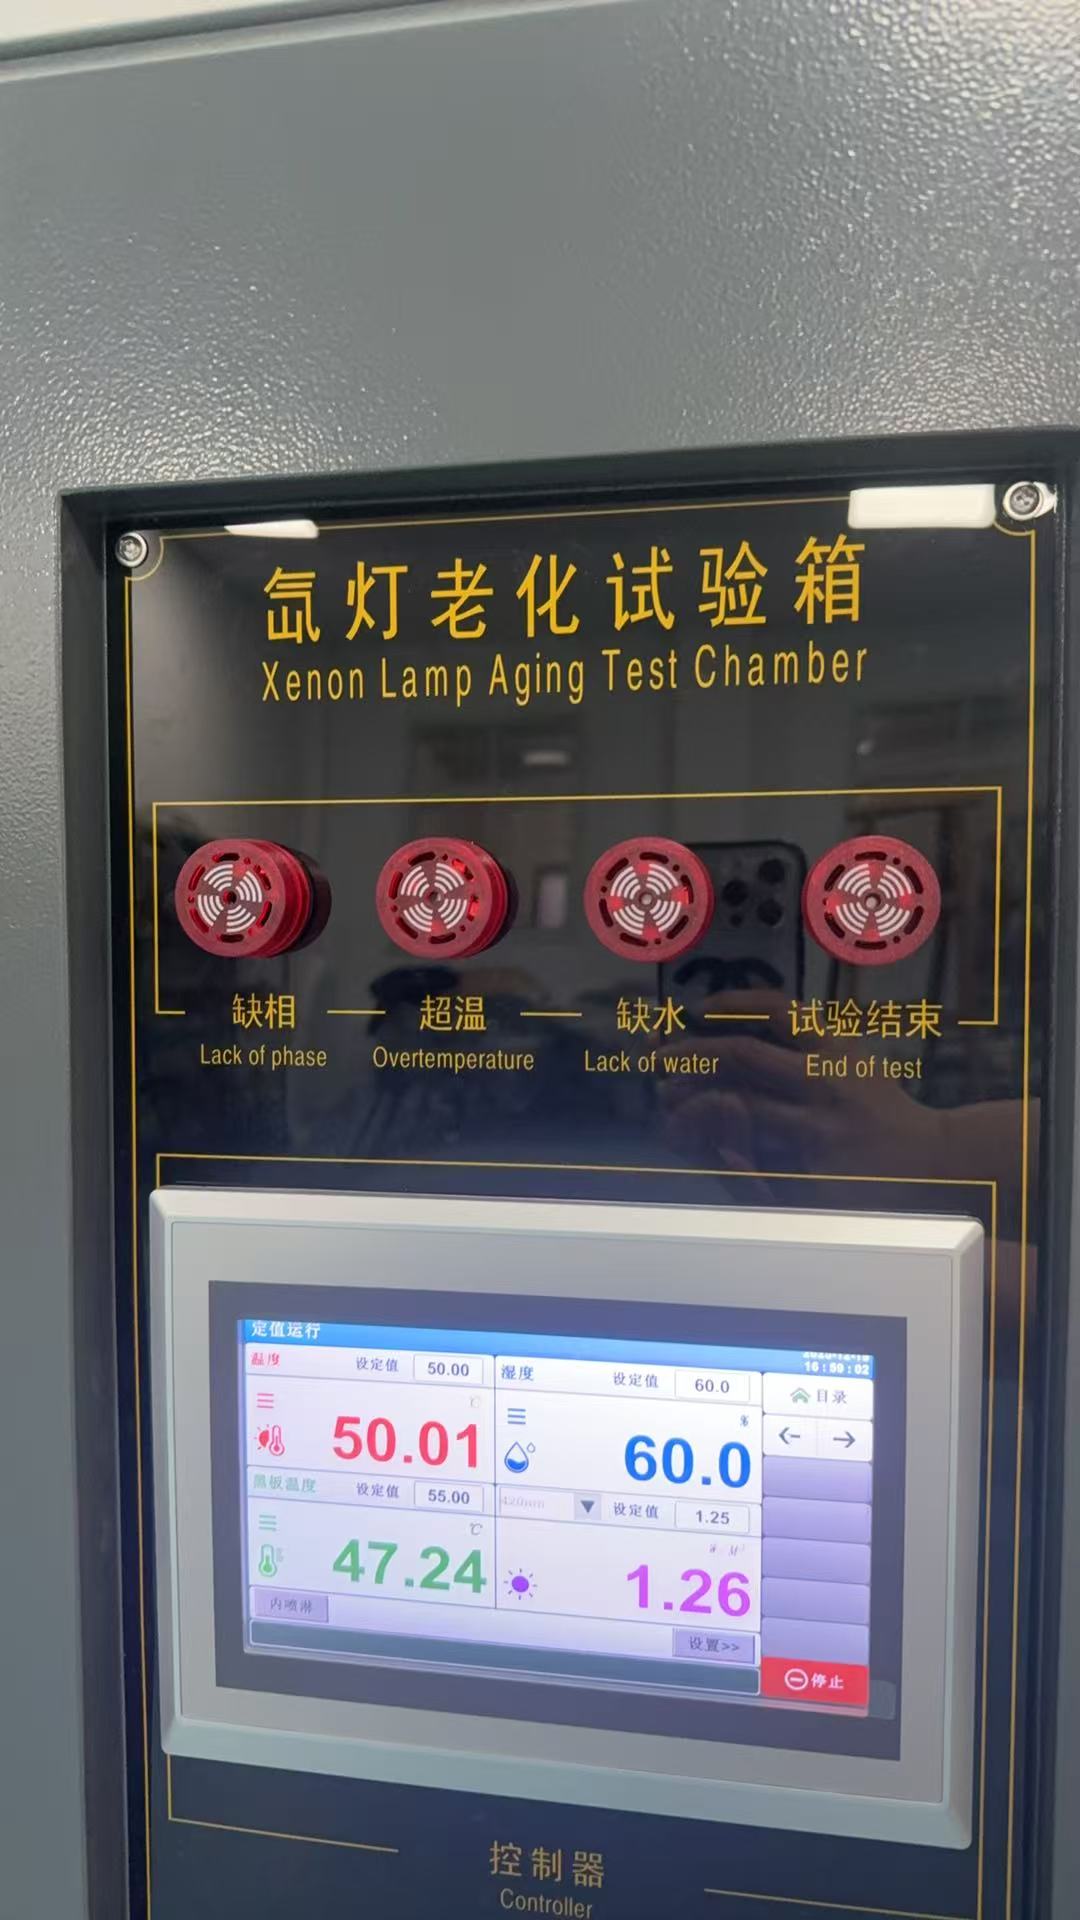 氙灯老化试验箱
Xenon Lamp Aging Test Chamber
缺相 超温 缺水 试验结束
Lack of phase Overtemperature Lack of water End of test
定值运行
16:59:02
温度 设定值 50.00 湿度 设定值 60.0
目录
℃ %
50.01 60.0
黑板温度 设定值 55.00 420nm 设定值 1.25
℃
47.24 1.26
内喷淋
设置>>
停止
控制器
Controller